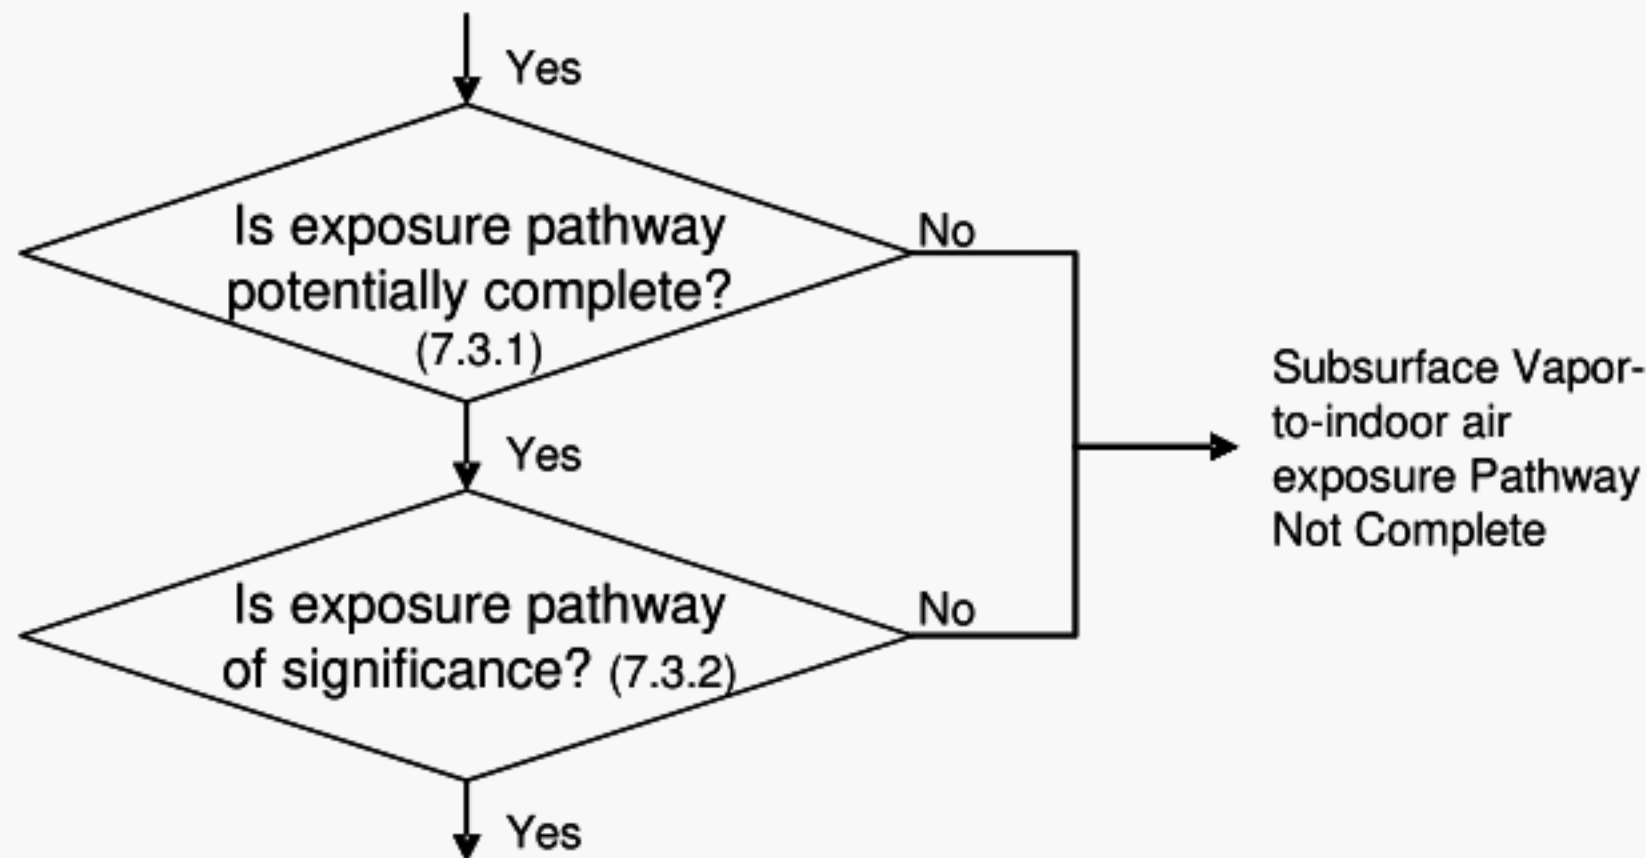 Yes
Is exposure pathway
potentially complete?
(7.3.1)
No
Yes
Subsurface Vapor-
to-indoor air
exposure Pathway
Not Complete
Is exposure pathway
of significance? (7.3.2)
No
Yes